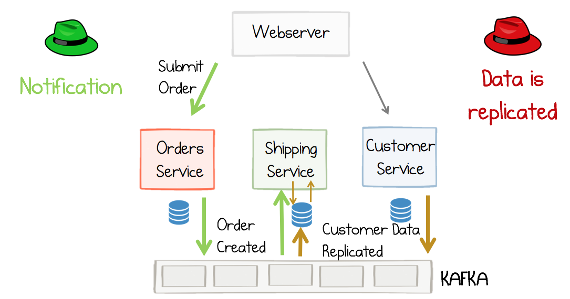 Webserver
Notification
Submit
Order
Data is
replicated
Orders
Service
Shipping
Service
Customer
Service
Order
Created
Customer Data
Replicated
KAFKA